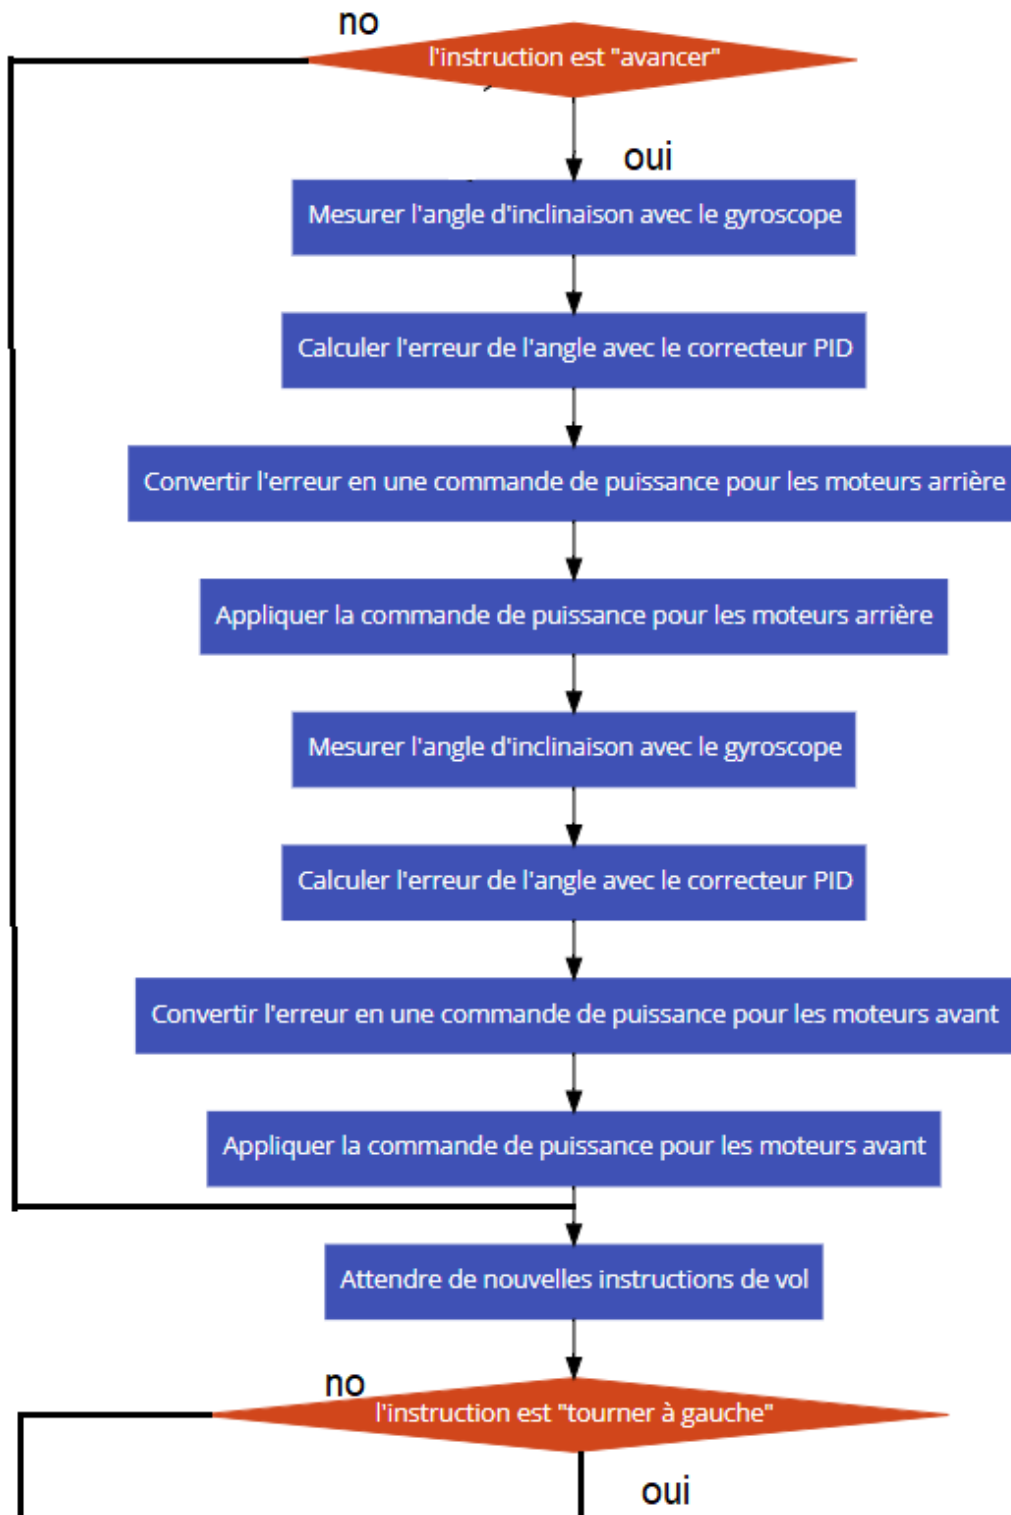 no
l'instruction est "avancer"
oui
Mesurer l'angle d'inclinaison avec le gyroscope
Calculer l'erreur de l'angle avec le correcteur PID
Convertir l'erreur en une commande de puissance pour les moteurs arrière
Appliquer la commande de puissance pour les moteurs arrière
Mesurer l'angle d'inclinaison avec le gyroscope
Calculer l'erreur de l'angle avec le correcteur PID
Convertir l'erreur en une commande de puissance pour les moteurs avant
Appliquer la commande de puissance pour les moteurs avant
Attendre de nouvelles instructions de vol
no
l'instruction est "tourner à gauche"
oui